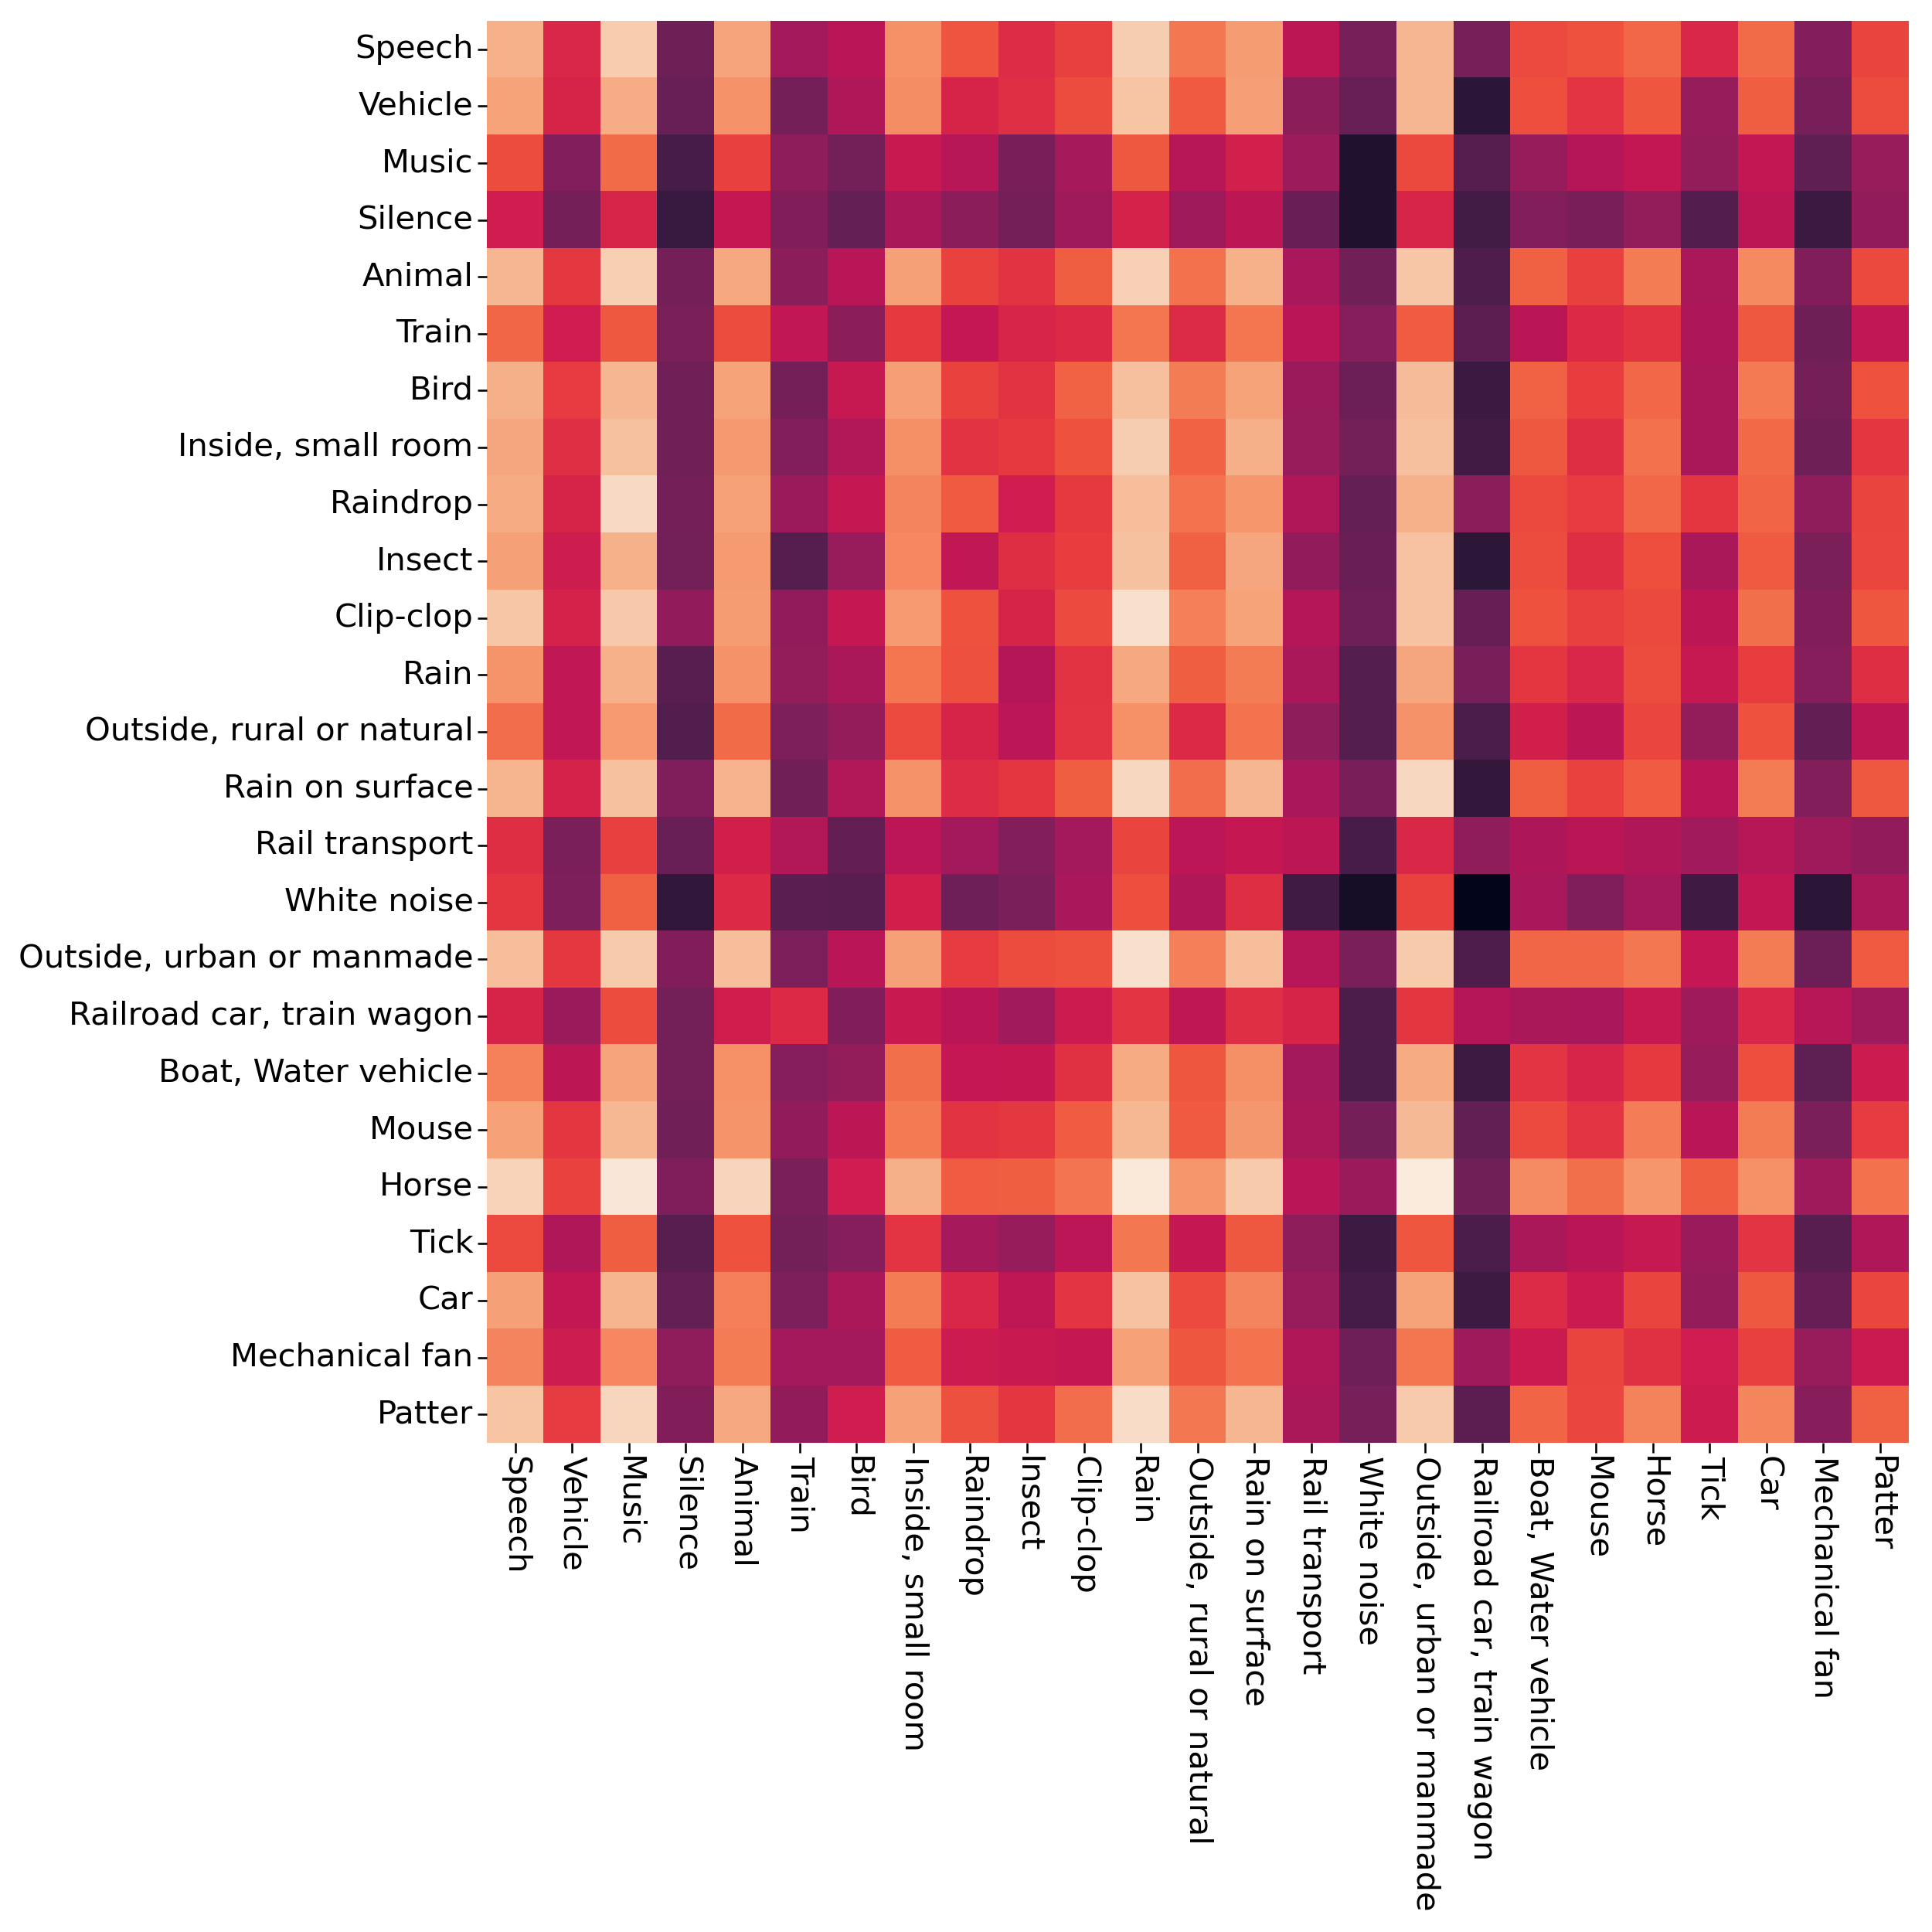 Speech
Vehicle
Music
Silence
Animal
Train
Bird
Inside, small room
Raindrop
Insect
Clip-clop
Rain
Outside, rural or natural
Rain on surface
Rail transport
White noise
Outside, urban or manmade
Railroad car, train wagon
Boat, Water vehicle
Mouse
Horse
Tick
Car
Mechanical fan
Patter
Speech
Vehicle
Music
Silence
Animal
Train
Bird
Inside, small room
Raindrop
Insect
Clip-clop
Rain
Outside, rural or natural
Rain on surface
Rail transport
White noise
Outside, urban or manmade
Railroad car, train wagon
Boat, Water vehicle
Mouse
Horse
Tick
Car
Mechanical fan
Patter